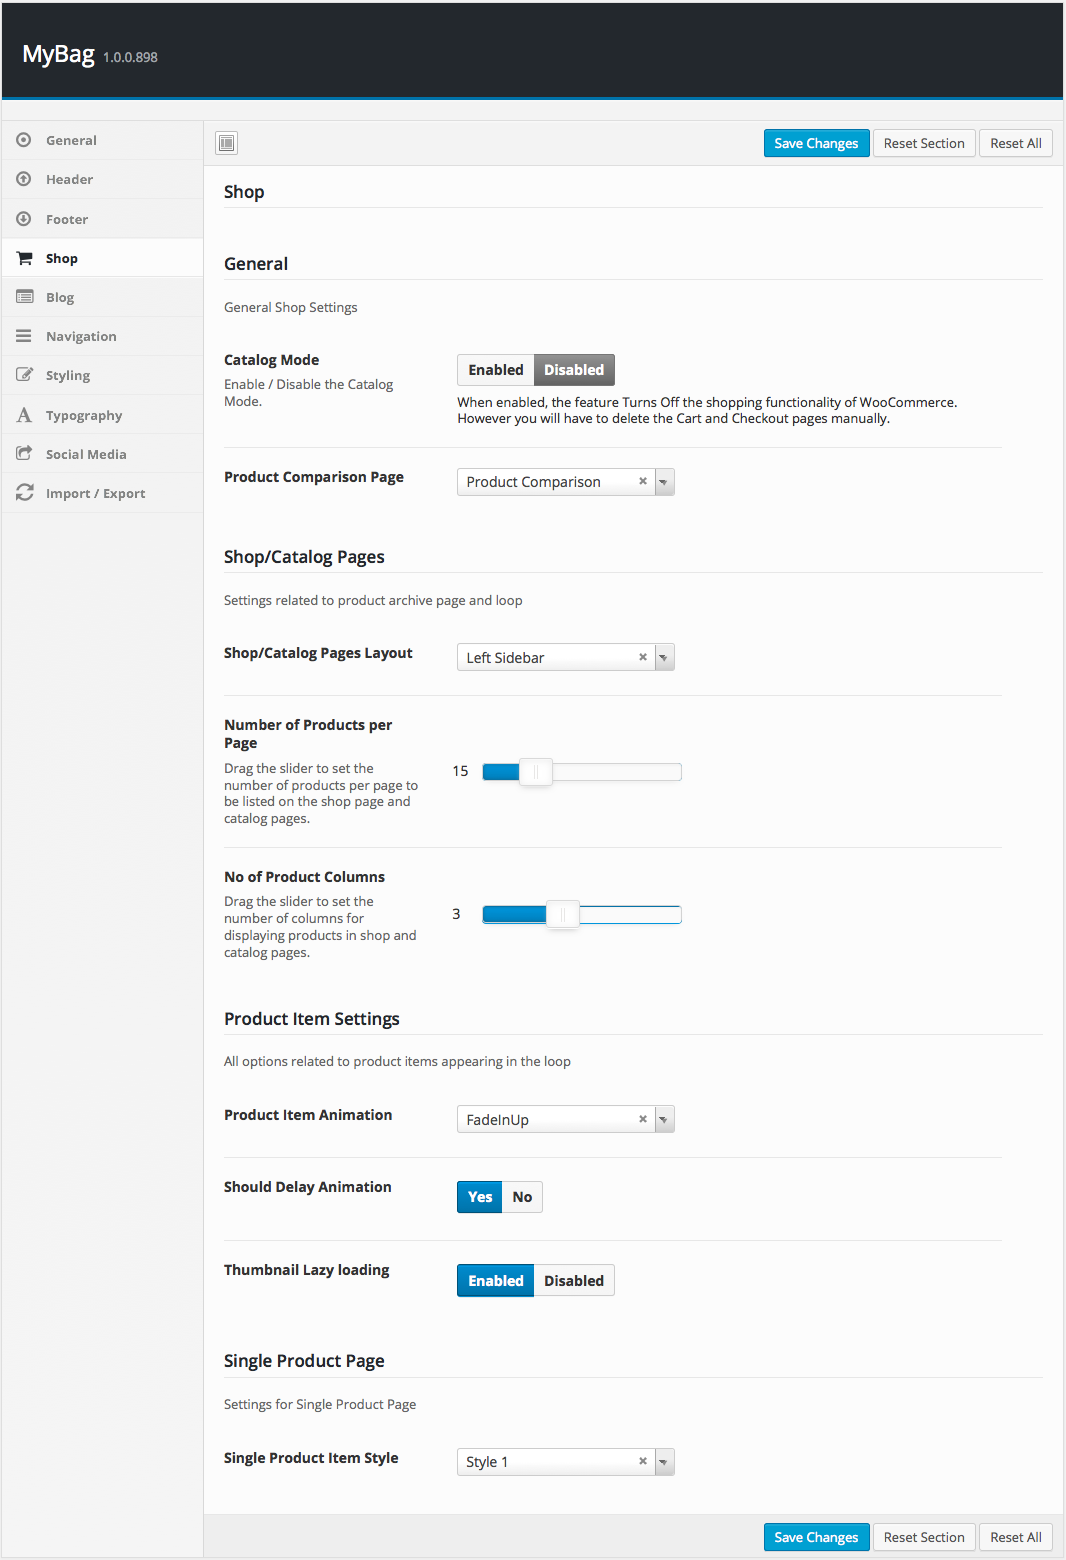 MyBag 1.0.0.898
General
Header
Footer
Shop
Blog
Navigation
Styling
Typography
Social Media
Import / Export
Save Changes Reset Section Reset All
Shop
General
General Shop Settings
Catalog Mode
Enable / Disable the Catalog
Mode.
Enabled Disabled
When enabled, the feature Turns Off the shopping functionality of WooCommerce.
However you will have to delete the Cart and Checkout pages manually.
Product Comparison Page
Product Comparison
Shop/Catalog Pages
Settings related to product archive page and loop
Shop/Catalog Pages Layout
Left Sidebar
Number of Products per
Page
Drag the slider to set the
number of products per page to
be listed on the shop page and
catalog pages.
15
No of Product Columns
Drag the slider to set the
number of columns for
displaying products in shop and
catalog pages.
3
Product Item Settings
All options related to product items appearing in the loop
Product Item Animation
FadeInUp
Should Delay Animation
Yes No
Thumbnail Lazy loading
Enabled Disabled
Single Product Page
Settings for Single Product Page
Single Product Item Style
Style 1
Save Changes Reset Section Reset All